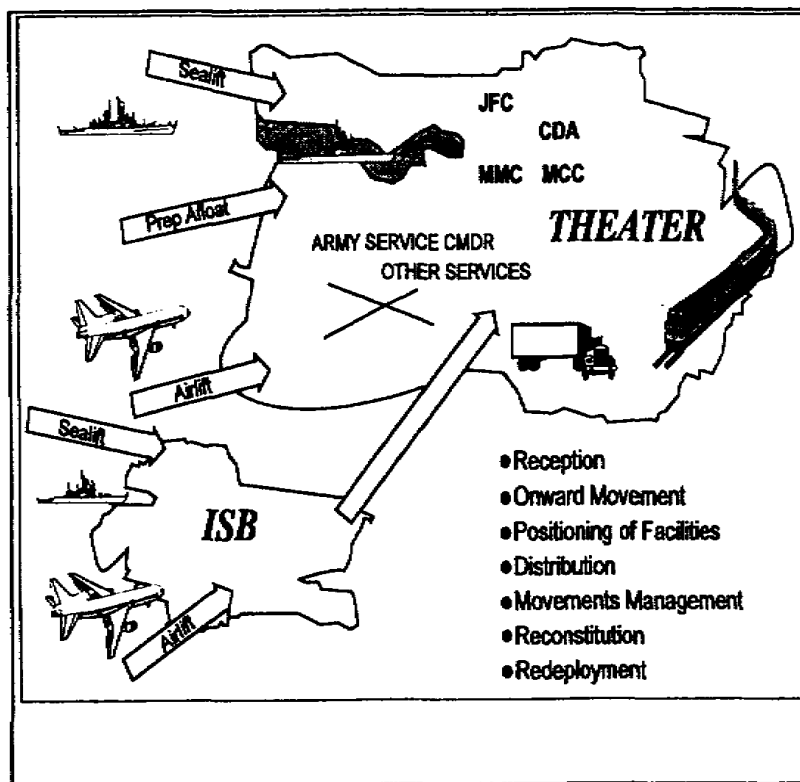 Sealift
JFC
CDA
MMC MCC
Prep Afloat
THEATER
ARMY SERVICE CMDR
OTHER SERVICES
Airlift
Sealift
ISB
Airlift
●Reception
●Onward Movement
●Positioning of Facilities
●Distribution
●Movements Management
●Reconstitution
●Redeployment